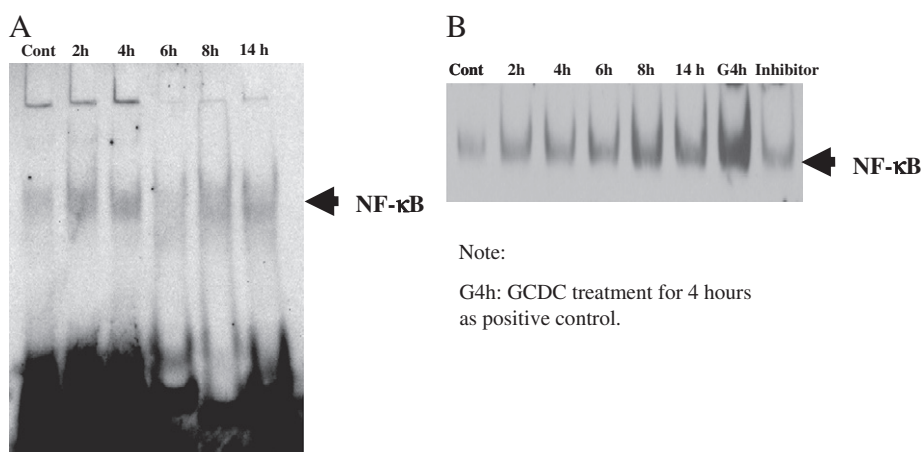 A
Cont 2h 4h 6h 8h 14 h
NF-κB
B
Cont 2h 4h 6h 8h 14 h G4h Inhibitor
NF-κB
Note:
G4h: GCDC treatment for 4 hours
as positive control.